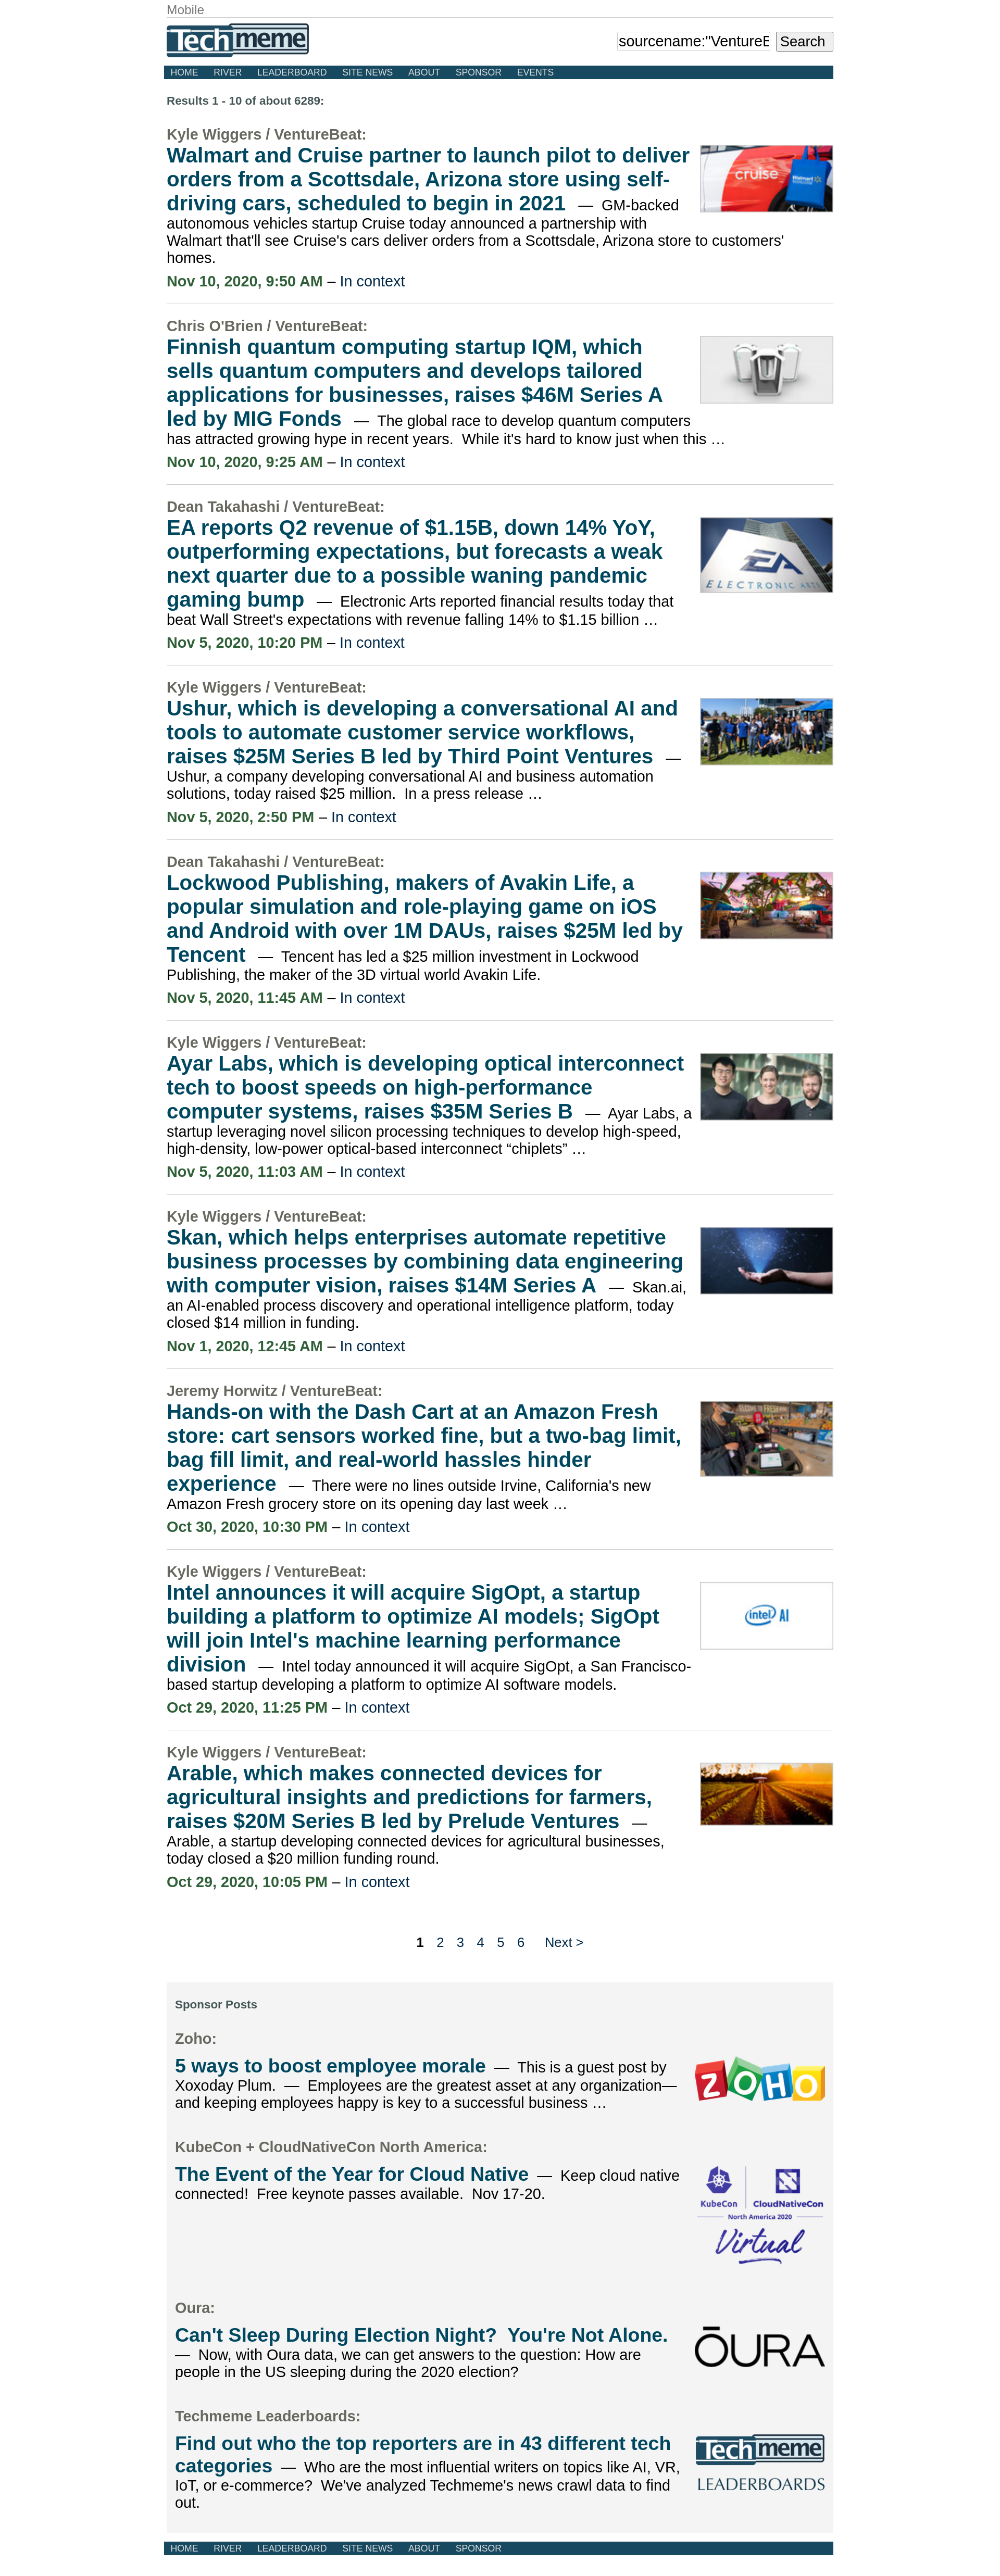 Mobile
Techmeme
sourcename:"VentureB Search
HOME RIVER LEADERBOARD SITE NEWS ABOUT SPONSOR EVENTS
Results 1 - 10 of about 6289:
Kyle Wiggers / VentureBeat:
Walmart and Cruise partner to launch pilot to deliver
orders from a Scottsdale, Arizona store using self-
driving cars, scheduled to begin in 2021 — GM-backed
autonomous vehicles startup Cruise today announced a partnership with
Walmart that'll see Cruise's cars deliver orders from a Scottsdale, Arizona store to customers'
homes.
cruise
Walmart
Nov 10, 2020, 9:50 AM – In context
Chris O'Brien / VentureBeat:
Finnish quantum computing startup IQM, which
sells quantum computers and develops tailored
applications for businesses, raises $46M Series A
led by MIG Fonds — The global race to develop quantum computers
has attracted growing hype in recent years. While it's hard to know just when this …
Nov 10, 2020, 9:25 AM – In context
Dean Takahashi / VentureBeat:
EA reports Q2 revenue of $1.15B, down 14% YoY,
outperforming expectations, but forecasts a weak
next quarter due to a possible waning pandemic
gaming bump — Electronic Arts reported financial results today that
beat Wall Street's expectations with revenue falling 14% to $1.15 billion …
EA
ELECTRONIC ARTS
Nov 5, 2020, 10:20 PM – In context
Kyle Wiggers / VentureBeat:
Ushur, which is developing a conversational AI and
tools to automate customer service workflows,
raises $25M Series B led by Third Point Ventures —
Ushur, a company developing conversational AI and business automation
solutions, today raised $25 million. In a press release …
Nov 5, 2020, 2:50 PM – In context
Dean Takahashi / VentureBeat:
Lockwood Publishing, makers of Avakin Life, a
popular simulation and role-playing game on iOS
and Android with over 1M DAUs, raises $25M led by
Tencent — Tencent has led a $25 million investment in Lockwood
Publishing, the maker of the 3D virtual world Avakin Life.
Nov 5, 2020, 11:45 AM – In context
Kyle Wiggers / VentureBeat:
Ayar Labs, which is developing optical interconnect
tech to boost speeds on high-performance
computer systems, raises $35M Series B — Ayar Labs, a
startup leveraging novel silicon processing techniques to develop high-speed,
high-density, low-power optical-based interconnect “chiplets” …
Nov 5, 2020, 11:03 AM – In context
Kyle Wiggers / VentureBeat:
Skan, which helps enterprises automate repetitive
business processes by combining data engineering
with computer vision, raises $14M Series A — Skan.ai,
an AI-enabled process discovery and operational intelligence platform, today
closed $14 million in funding.
Nov 1, 2020, 12:45 AM – In context
Jeremy Horwitz / VentureBeat:
Hands-on with the Dash Cart at an Amazon Fresh
store: cart sensors worked fine, but a two-bag limit,
bag fill limit, and real-world hassles hinder
experience — There were no lines outside Irvine, California's new
Amazon Fresh grocery store on its opening day last week …
Oct 30, 2020, 10:30 PM – In context
Kyle Wiggers / VentureBeat:
Intel announces it will acquire SigOpt, a startup
building a platform to optimize AI models; SigOpt
will join Intel's machine learning performance
division — Intel today announced it will acquire SigOpt, a San Francisco-
based startup developing a platform to optimize AI software models.
intel AI
Oct 29, 2020, 11:25 PM – In context
Kyle Wiggers / VentureBeat:
Arable, which makes connected devices for
agricultural insights and predictions for farmers,
raises $20M Series B led by Prelude Ventures —
Arable, a startup developing connected devices for agricultural businesses,
today closed a $20 million funding round.
Oct 29, 2020, 10:05 PM – In context
1 2 3 4 5 6 Next >
Sponsor Posts
Zoho:
5 ways to boost employee morale — This is a guest post by
Xoxoday Plum. — Employees are the greatest asset at any organization—
and keeping employees happy is key to a successful business …
ZOHO
KubeCon + CloudNativeCon North America:
The Event of the Year for Cloud Native — Keep cloud native
connected! Free keynote passes available. Nov 17-20.
KubeCon CloudNativeCon
North America 2020
Virtual
Oura:
Can't Sleep During Election Night? You're Not Alone.
— Now, with Oura data, we can get answers to the question: How are
people in the US sleeping during the 2020 election?
ŌURA
Techmeme Leaderboards:
Find out who the top reporters are in 43 different tech
categories — Who are the most influential writers on topics like AI, VR,
IoT, or e-commerce? We've analyzed Techmeme's news crawl data to find
out.
Techmeme
LEADERBOARDS
HOME RIVER LEADERBOARD SITE NEWS ABOUT SPONSOR